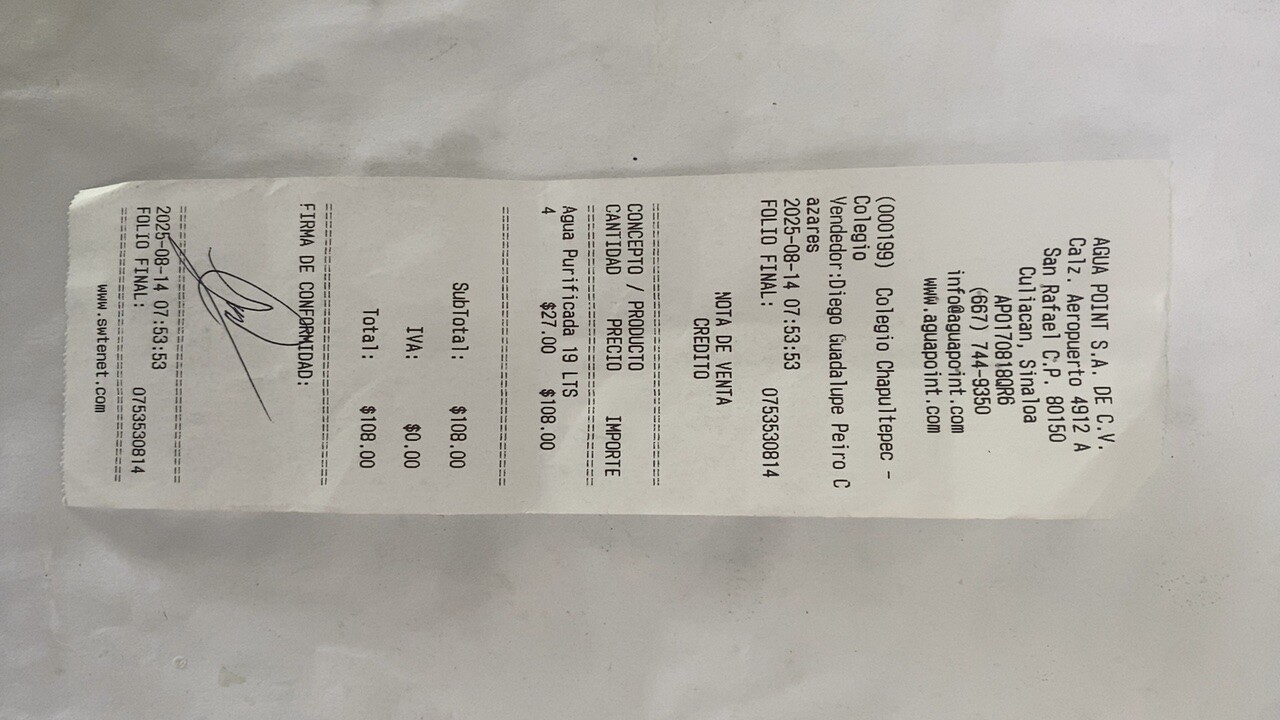 AGUA POINT S.A. DE C.V.
Calz. Aeropuerto 4912 A
San Rafael C.P. 80150
Culiacan, Sinaloa
APO170818QR6
(667) 744-9350
info@aguapoint.com
www.aguapoint.com
(000199) Colegio Chapultepec -
Colegio
Vendedor:Diego Guadalupe Peiro C
azares
2025-08-14 07:53:53
FOLIO FINAL: 0753530814
NOTA DE VENTA
CREDITO
================================
CONCEPTO / PRODUCTO
CANTIDAD PRECIO IMPORTE
================================
Agua Purificada 19 LTS
4 $27.00 $108.00
================================
SubTotal: $108.00
IVA: $0.00
Total: $108.00
================================
FIRMA DE CONFORMIDAD:
================================
2025-08-14 07:53:53
FOLIO FINAL: 0753530814
================================
www.swtenet.com